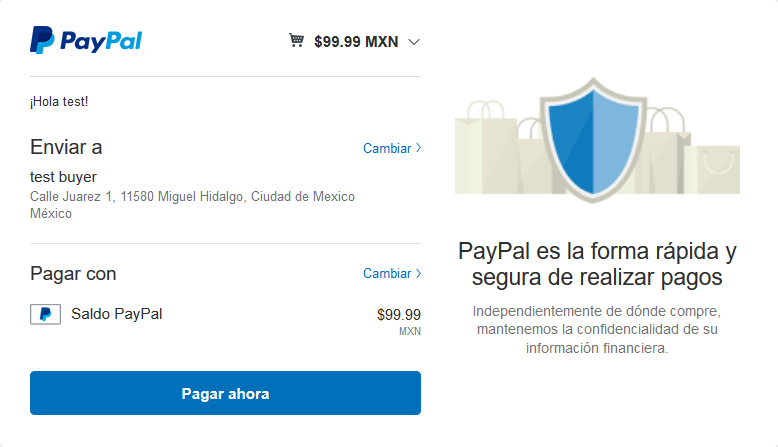 PayPal
$99.99 MXN
¡Hola test!
Enviar a
Cambiar
test buyer
Calle Juarez 1, 11580 Miguel Hidalgo, Ciudad de Mexico
México
Pagar con
Cambiar
Saldo PayPal
$99.99
MXN
Pagar ahora
PayPal es la forma rápida y
segura de realizar pagos
Independientemente de dónde compre,
mantenemos la confidencialidad de su
información financiera.